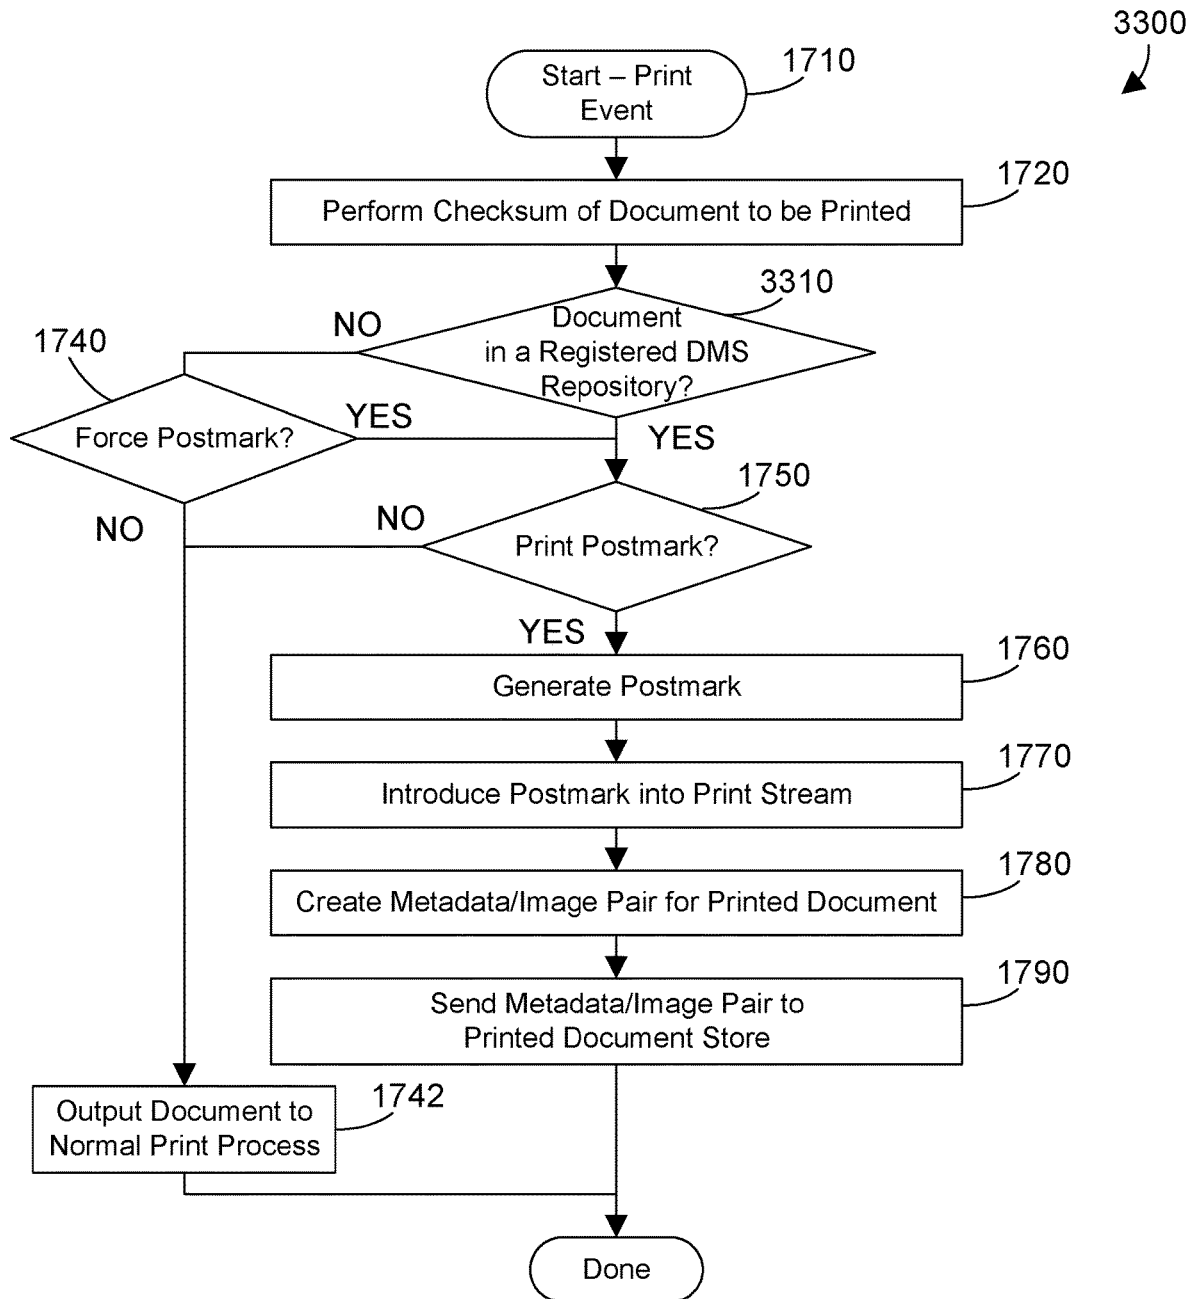 3300
Start – Print
Event
1710
Perform Checksum of Document to be Printed
1720
Document
in a Registered DMS
Repository?
3310
NO
1740
Force Postmark?
YES
YES
NO
NO
Print Postmark?
1750
YES
Generate Postmark
1760
Introduce Postmark into Print Stream
1770
Create Metadata/Image Pair for Printed Document
1780
Send Metadata/Image Pair to
Printed Document Store
1790
Output Document to
Normal Print Process
1742
Done